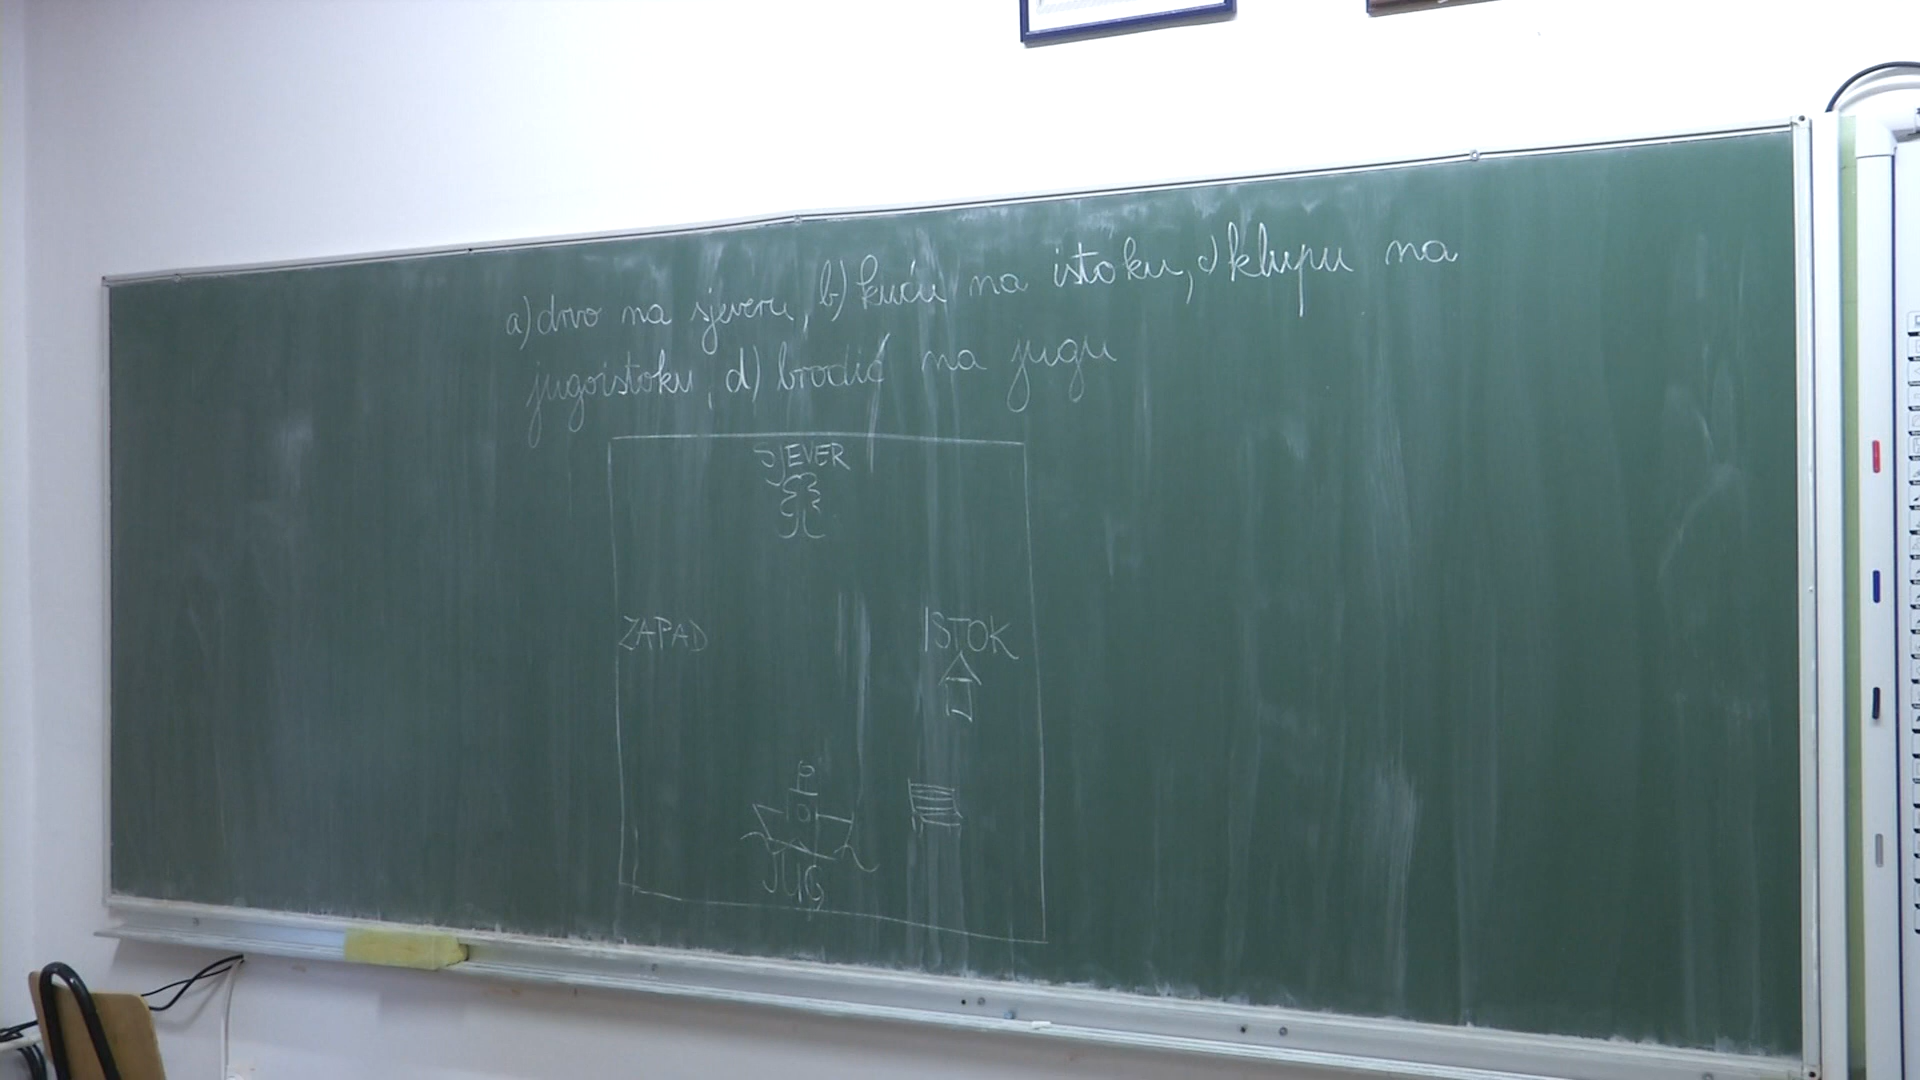 a) drvo na sjeveru, b) kuću na istoku, c) klupu na
jugoistoku, d) brodić na jugu
SJEVER
ZAPAD
ISTOK
JUG